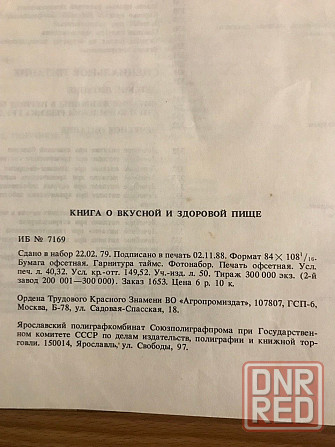 КНИГА О ВКУСНОЙ И ЗДОРОВОЙ ПИЩЕ
ИБ № 7169
Сдано в набор 22.02. 79. Подписано в печать 02.11.88. Формат 84×108¹/₁₆.
Бумага офсетная. Гарнитура таймс. Фотонабор. Печать офсетная. Усл.
печ. л. 40,32. Усл. кр.-отт. 149,52. Уч.-изд. л. 50. Тираж 300 000 экз. (2-й
завод 200 001—300 000). Заказ 1653. Цена 6 р. 10 к.
Ордена Трудового Красного Знамени ВО «Агропромиздат», 107807, ГСП-6,
Москва, Б-78, ул. Садовая-Спасская, 18.
Ярославский полиграфкомбинат Союзполиграфпрома при Государствен-
ном комитете СССР по делам издательств, полиграфии и книжной тор-
говли. 150014, Ярославль, ул. Свободы, 97.
DNR
RED